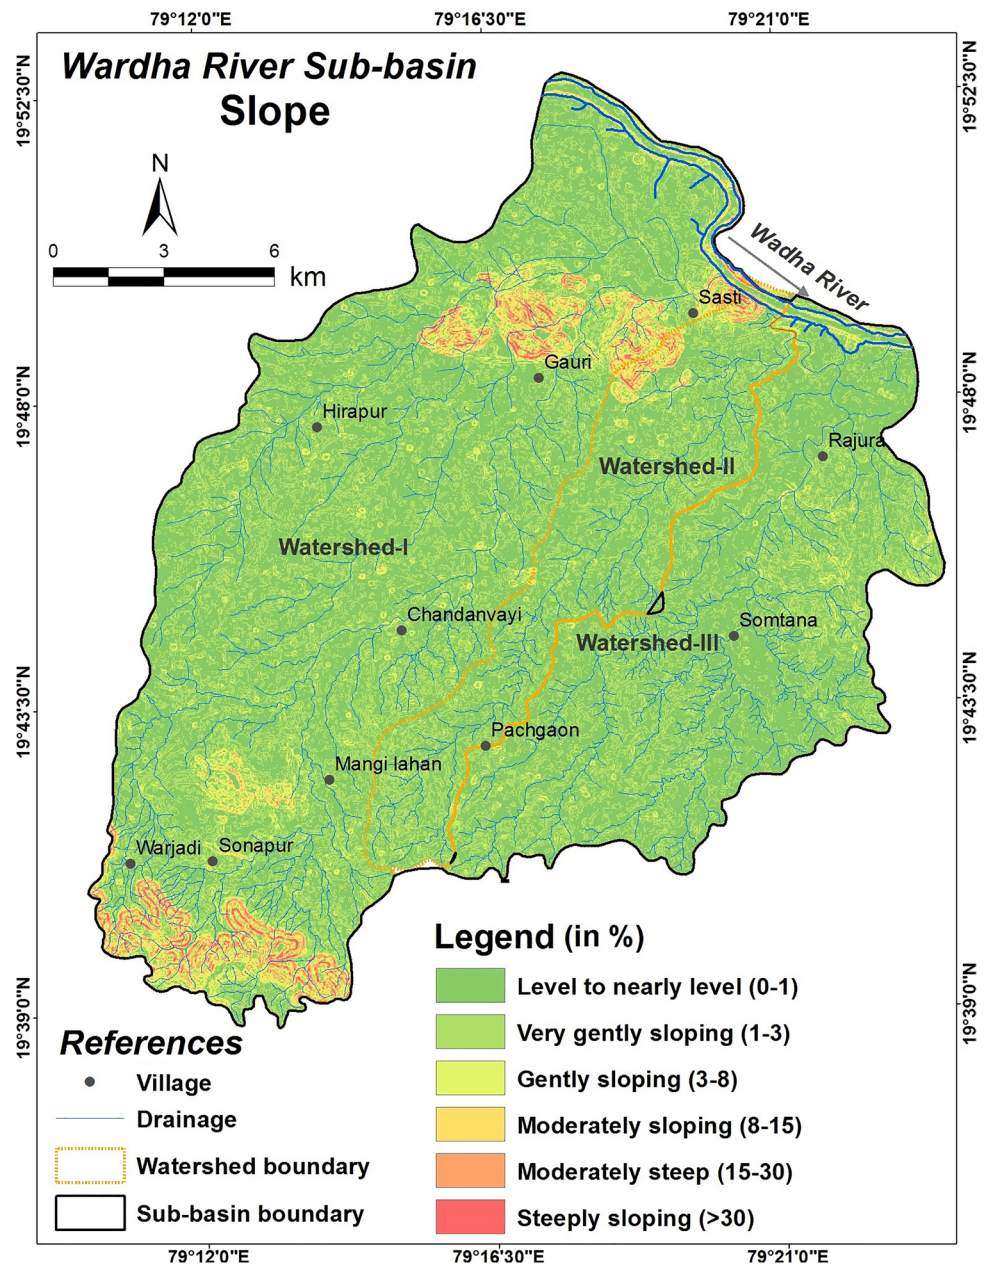 79°12'0"E 79°16'30"E 79°21'0"E
Wardha River Sub-basin
Slope
19°52'30"N
19°52'30"N
N
0 3 6
km
Wadha River
Sasti
Gauri
Hirapur
19°48'0"N
19°48'0"N
Rajura
Watershed-II
Watershed-I
Chandanvayi
Somtana
Watershed-III
19°43'30"N
19°43'30"N
Pachgaon
Mangi lahan
Warjadi
Sonapur
Legend (in %)
Level to nearly level (0-1)
Very gently sloping (1-3)
Gently sloping (3-8)
Moderately sloping (8-15)
Moderately steep (15-30)
Steeply sloping (>30)
19°39'0"N
19°39'0"N
References
Village
Drainage
Watershed boundary
Sub-basin boundary
79°12'0"E 79°16'30"E 79°21'0"E